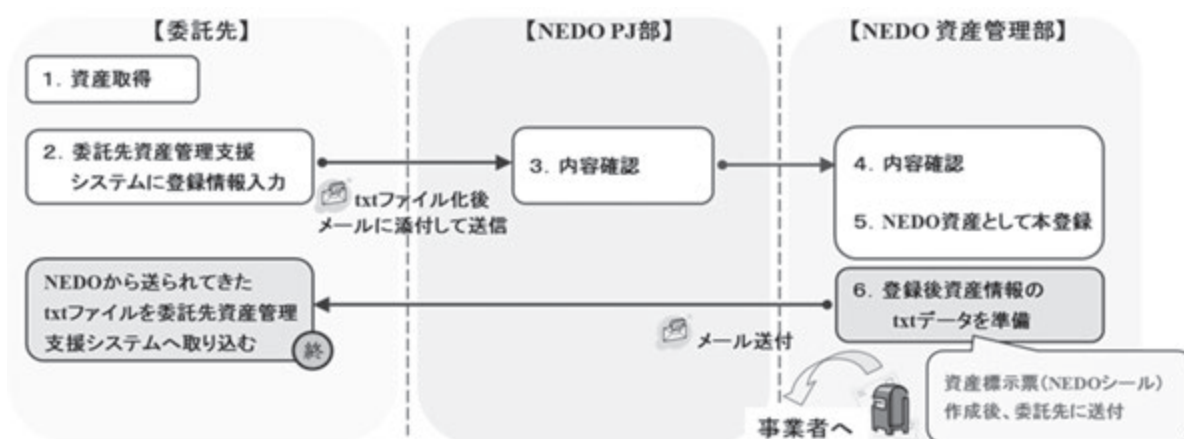 【委託先】
【NEDO PJ部】
【NEDO 資産管理部】
1．資産取得
2．委託先資産管理支援
システムに登録情報入力
txtファイル化後
メールに添付して送信
3．内容確認
4．内容確認
5．NEDO資産として本登録
6．登録後資産情報の
txtデータを準備
メール送付
NEDOから送られてきた
txtファイルを委託先資産管理
支援システムへ取り込む
終
資産標示票(NEDOシール)
作成後、委託先に送付
事業者へ